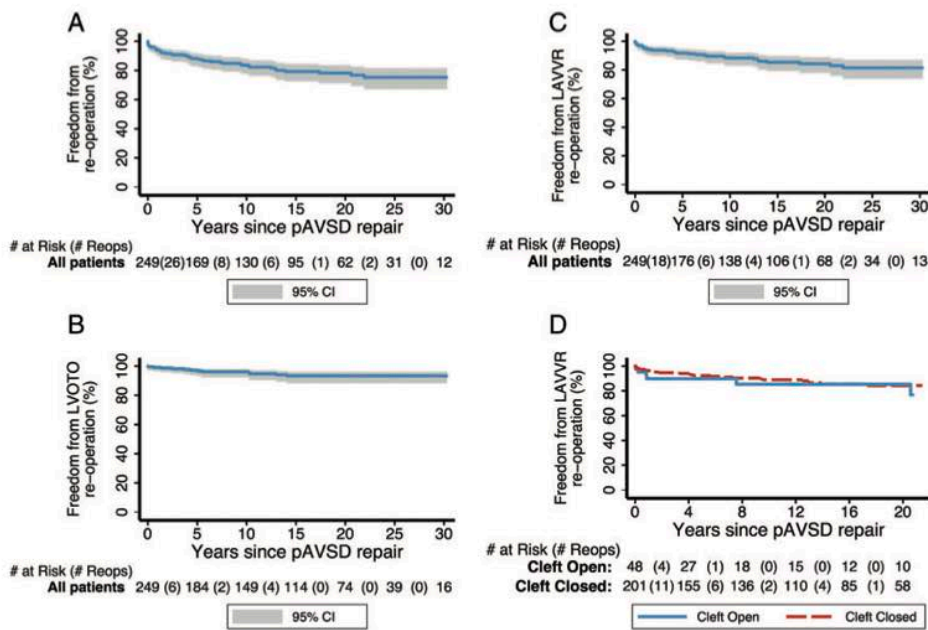 A
Freedom from
re-operation (%)
100
80
60
40
20
0
0 5 10 15 20 25 30
Years since pAVSD repair
# at Risk (# Reops)
All patients 249(26)169 (8) 130 (6) 95 (1) 62 (2) 31 (0) 12
95% CI
C
Freedom from LAVVR
re-operation (%)
100
80
60
40
20
0
0 5 10 15 20 25 30
Years since pAVSD repair
# at Risk (# Reops)
All patients 249(18)176 (6) 138 (4) 106 (1) 68 (2) 34 (0) 13
95% CI
B
Freedom from LVOTO
re-operation (%)
100
80
60
40
20
0
0 5 10 15 20 25 30
Years since pAVSD repair
# at Risk (# Reops)
All patients 249 (6) 184 (2) 149 (4) 114 (0) 74 (0) 39 (0) 16
95% CI
D
Freedom from LAVVR
re-operation (%)
100
80
60
40
20
0
0 4 8 12 16 20
Years since pAVSD repair
# at Risk (# Reops)
Cleft Open: 48 (4) 27 (1) 18 (0) 15 (0) 12 (0) 10
Cleft Closed: 201 (11) 155 (6) 136 (2) 110 (4) 85 (1) 58
Cleft Open Cleft Closed